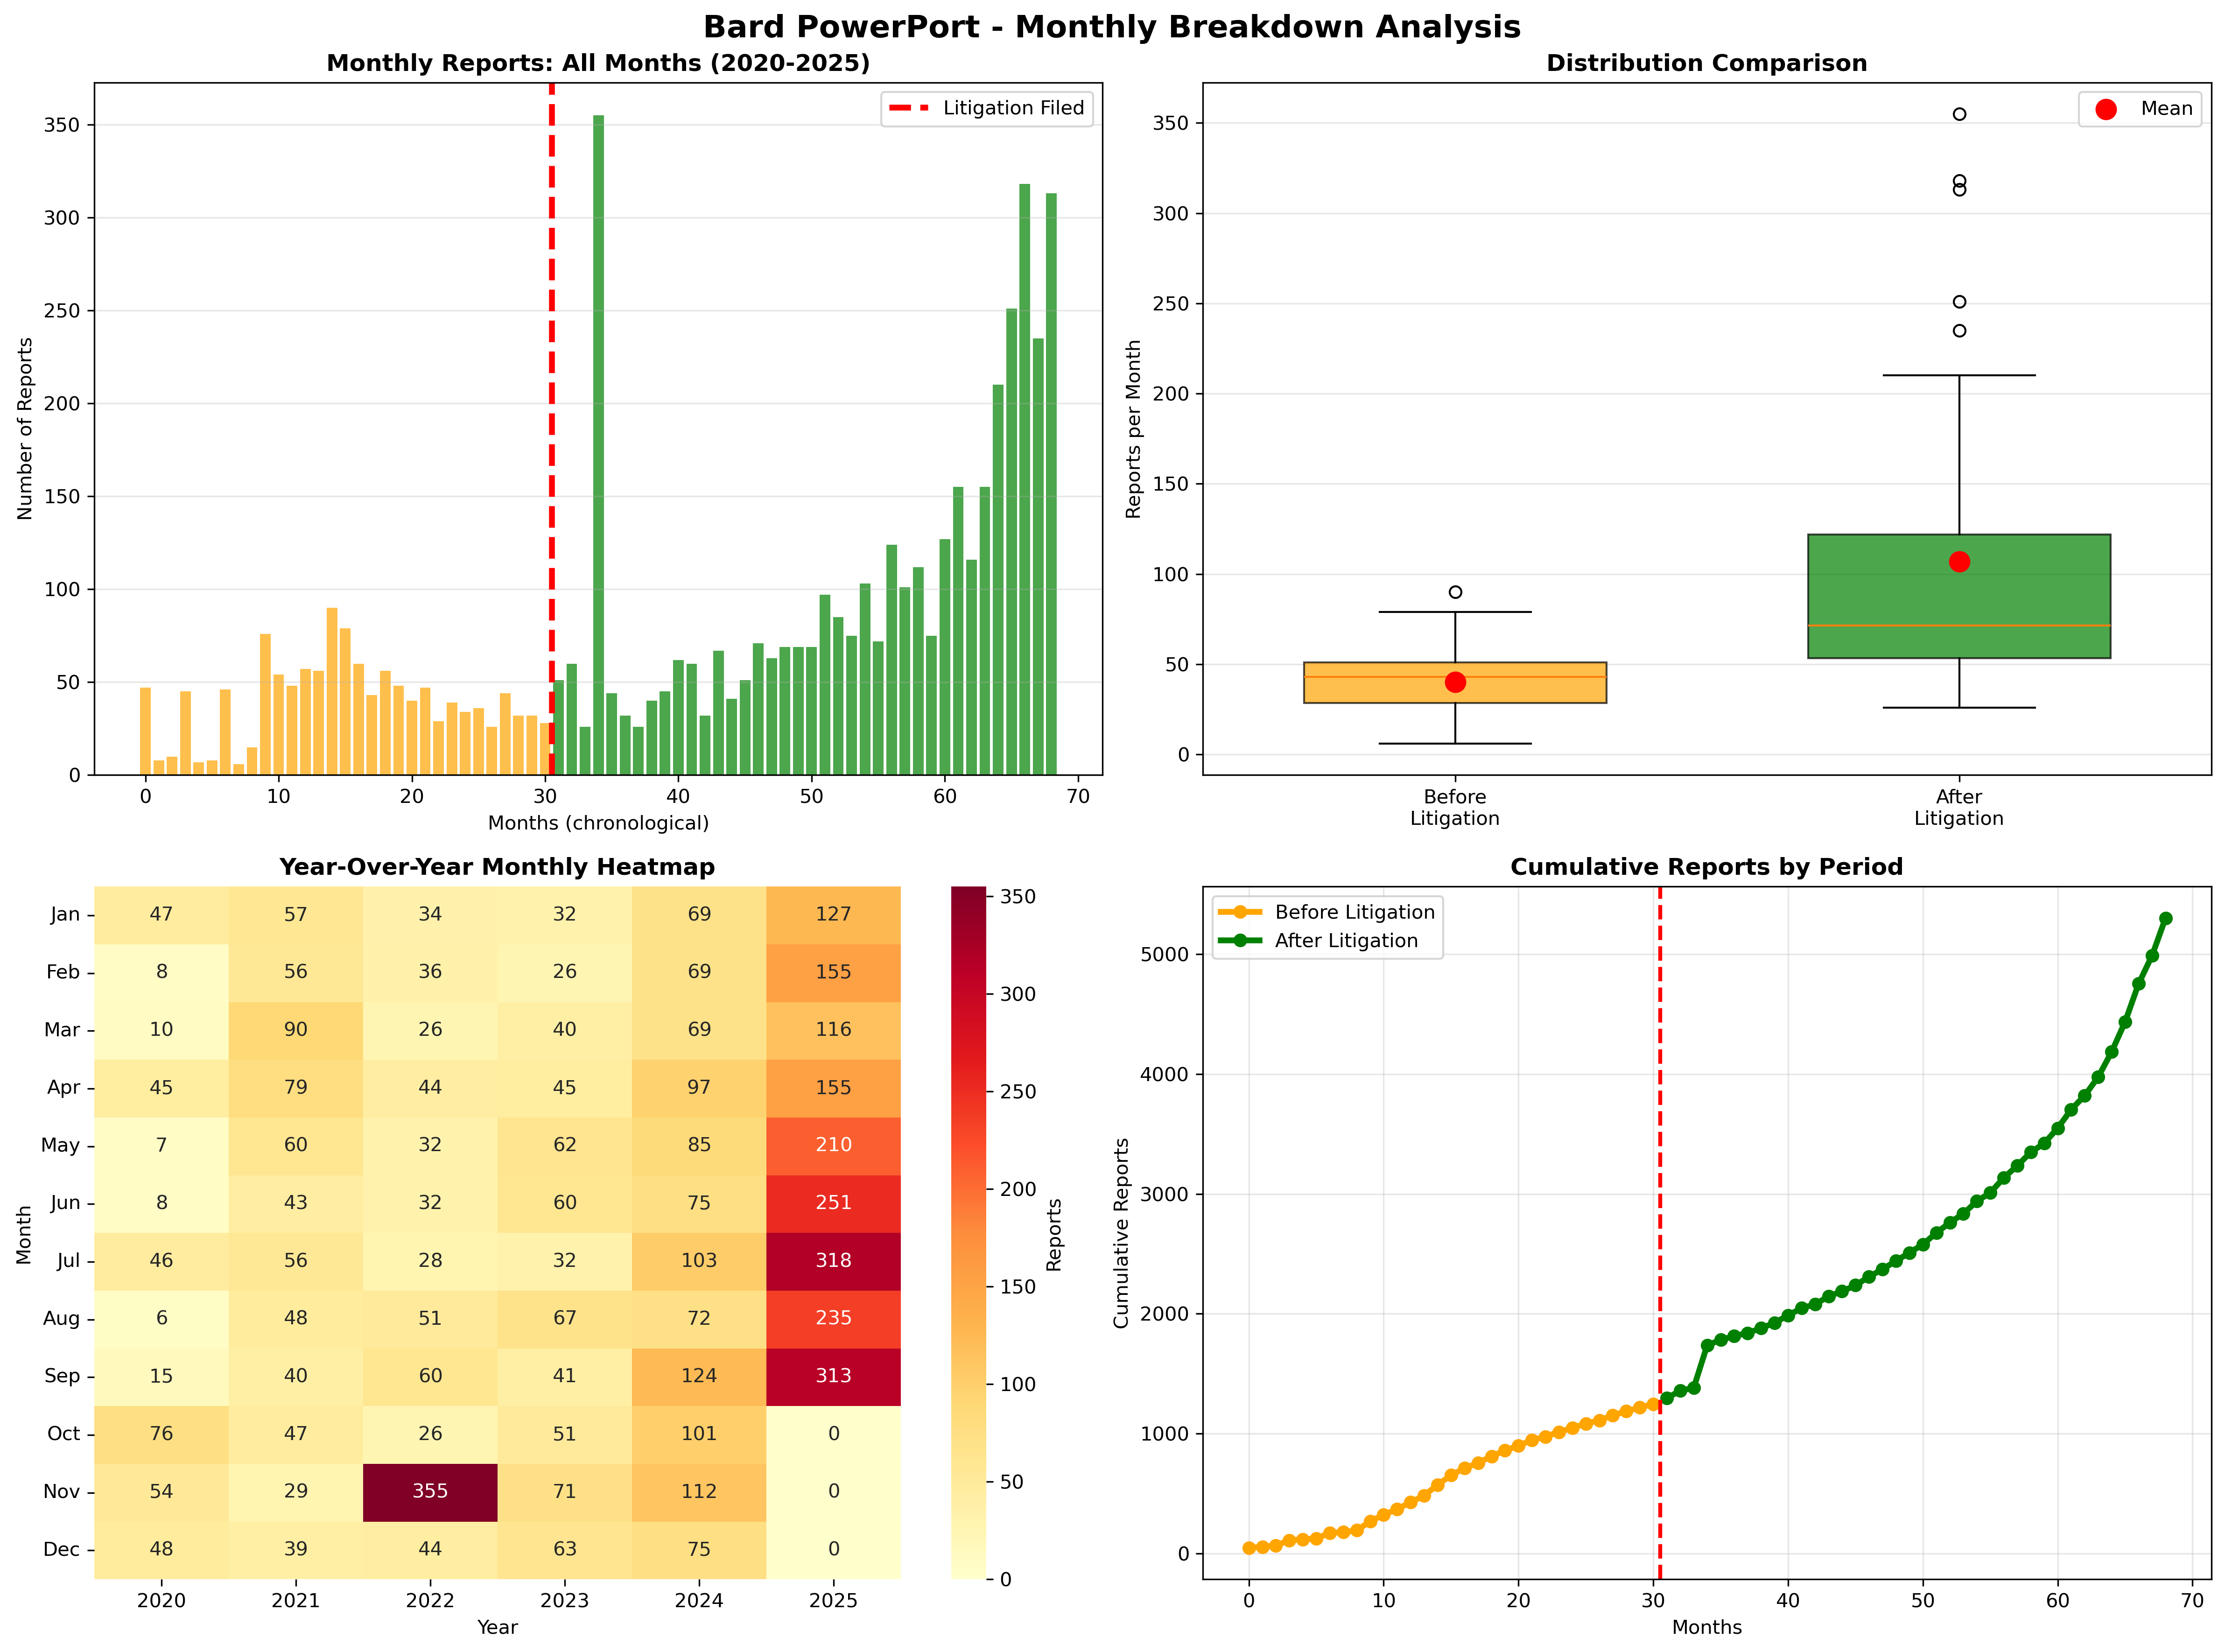 Bard PowerPort - Monthly Breakdown Analysis
Monthly Reports: All Months (2020-2025)
Litigation Filed
Number of Reports
350
300
250
200
150
100
50
0
0 10 20 30 40 50 60 70
Months (chronological)
Distribution Comparison
Mean
Reports per Month
350
300
250
200
150
100
50
0
Before
Litigation
After
Litigation
Year-Over-Year Monthly Heatmap
Month
Jan 47 57 34 32 69 127
Feb 8 56 36 26 69 155
Mar 10 90 26 40 69 116
Apr 45 79 44 45 97 155
May 7 60 32 62 85 210
Jun 8 43 32 60 75 251
Jul 46 56 28 32 103 318
Aug 6 48 51 67 72 235
Sep 15 40 60 41 124 313
Oct 76 47 26 51 101 0
Nov 54 29 355 71 112 0
Dec 48 39 44 63 75 0
2020 2021 2022 2023 2024 2025
Year
350
300
250
200
150
100
50
0
Reports
Cumulative Reports by Period
Before Litigation
After Litigation
Cumulative Reports
5000
4000
3000
2000
1000
0
0 10 20 30 40 50 60 70
Months